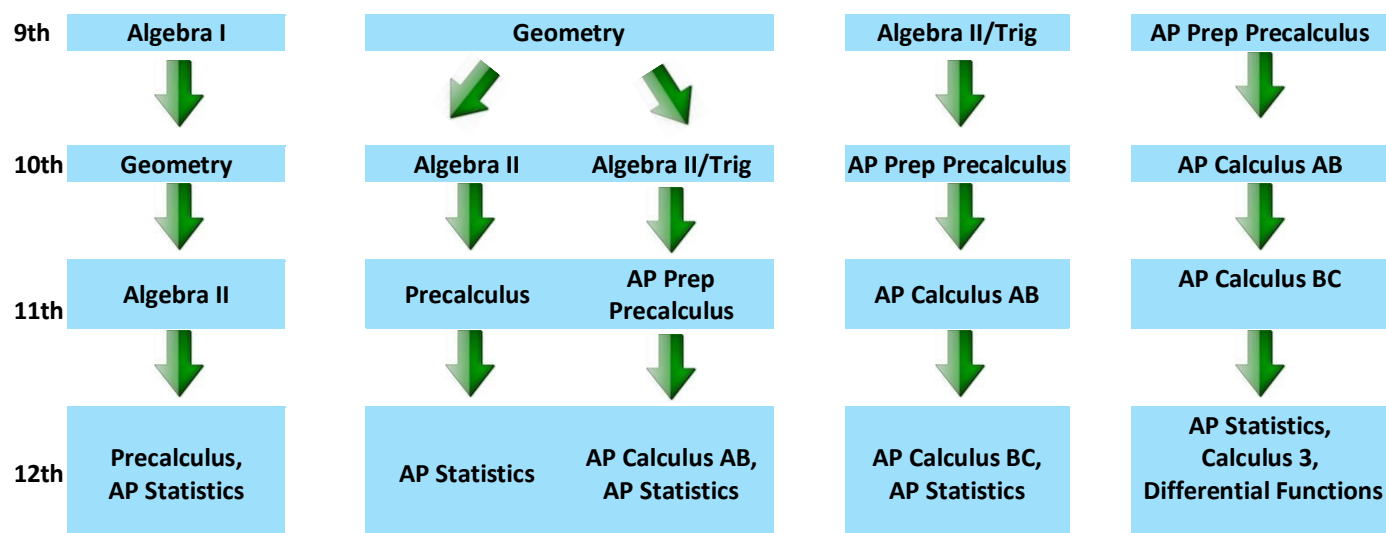 9th Algebra I Geometry Algebra II/Trig AP Prep Precalculus
10th Geometry Algebra II Algebra II/Trig AP Prep Precalculus AP Calculus AB
11th Algebra II Precalculus AP Prep
Precalculus AP Calculus AB AP Calculus BC
12th Precalculus,
AP Statistics AP Statistics AP Calculus AB,
AP Statistics AP Calculus BC,
AP Statistics AP Statistics,
Calculus 3,
Differential Functions